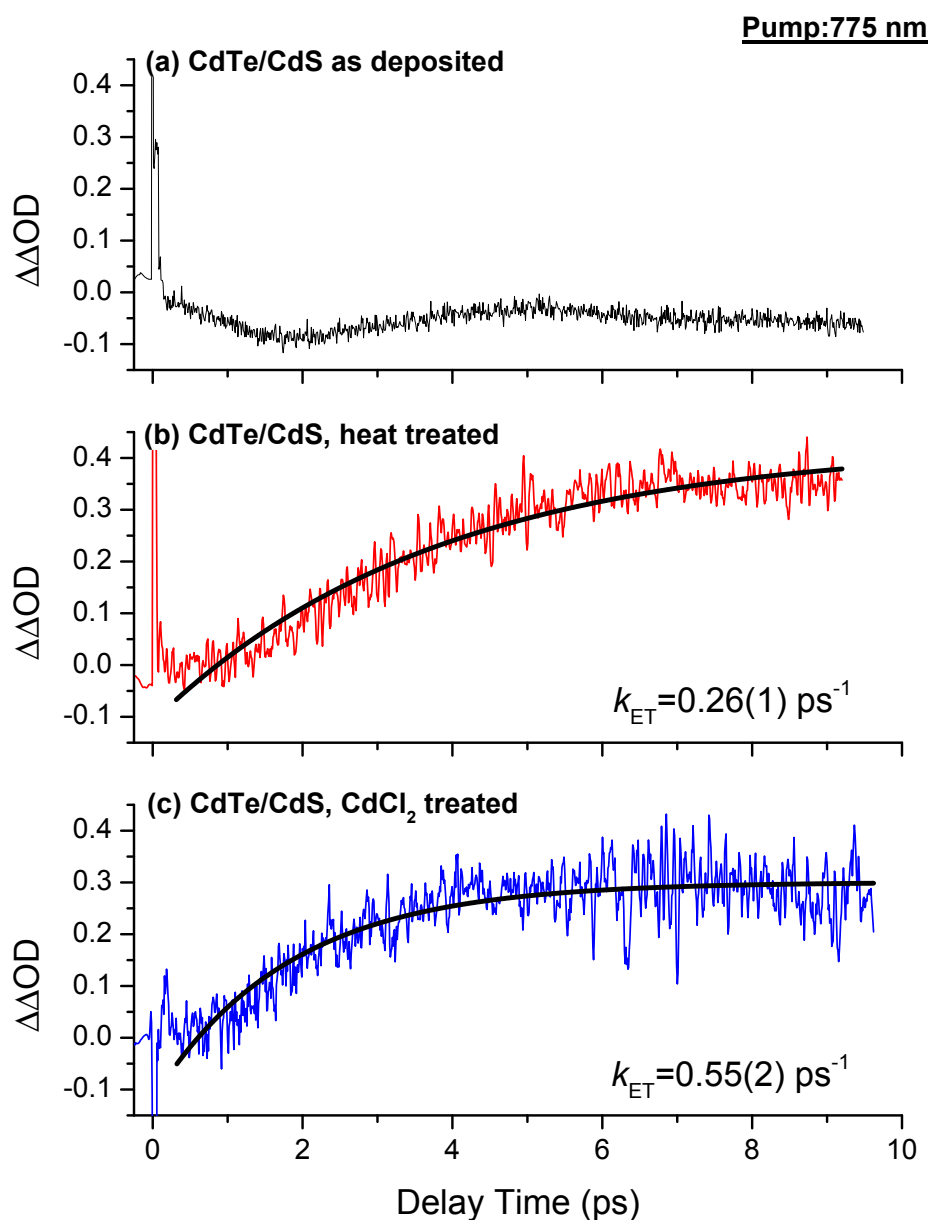 Pump:775 nm
(a) CdTe/CdS as deposited
0.4
0.3
0.2
0.1
0.0
-0.1
ΔΔOD
(b) CdTe/CdS, heat treated
0.4
0.3
0.2
0.1
0.0
-0.1
ΔΔOD
kET=0.26(1) ps-1
(c) CdTe/CdS, CdCl2 treated
0.4
0.3
0.2
0.1
0.0
-0.1
ΔΔOD
kET=0.55(2) ps-1
0 2 4 6 8 10
Delay Time (ps)